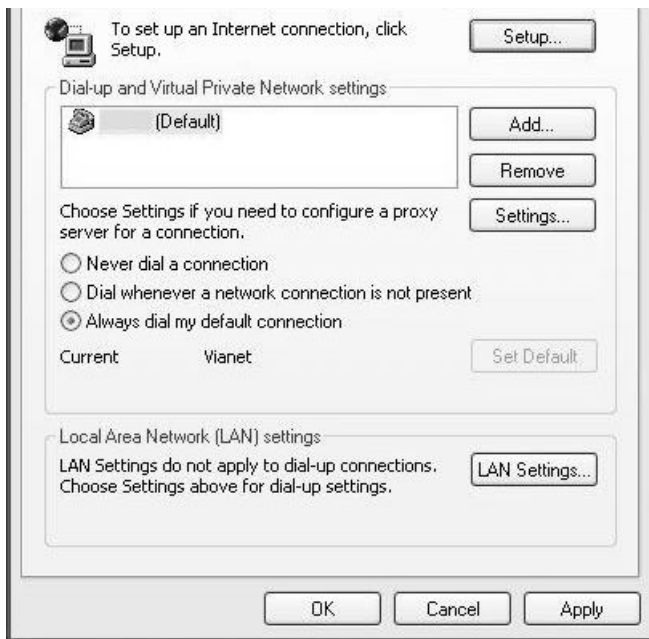 To set up an Internet connection, click
Setup.
Setup...
Dial-up and Virtual Private Network settings
(Default)
Add...
Remove
Choose Settings if you need to configure a proxy
server for a connection.
Settings...
Never dial a connection
Dial whenever a network connection is not present
Always dial my default connection
Current Vianet Set Default
Local Area Network (LAN) settings
LAN Settings do not apply to dial-up connections.
Choose Settings above for dial-up settings.
LAN Settings...
OK Cancel Apply